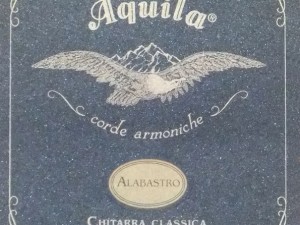 Aquila®
corde armoniche
ALABASTRO
CHITARRA CLASSICA